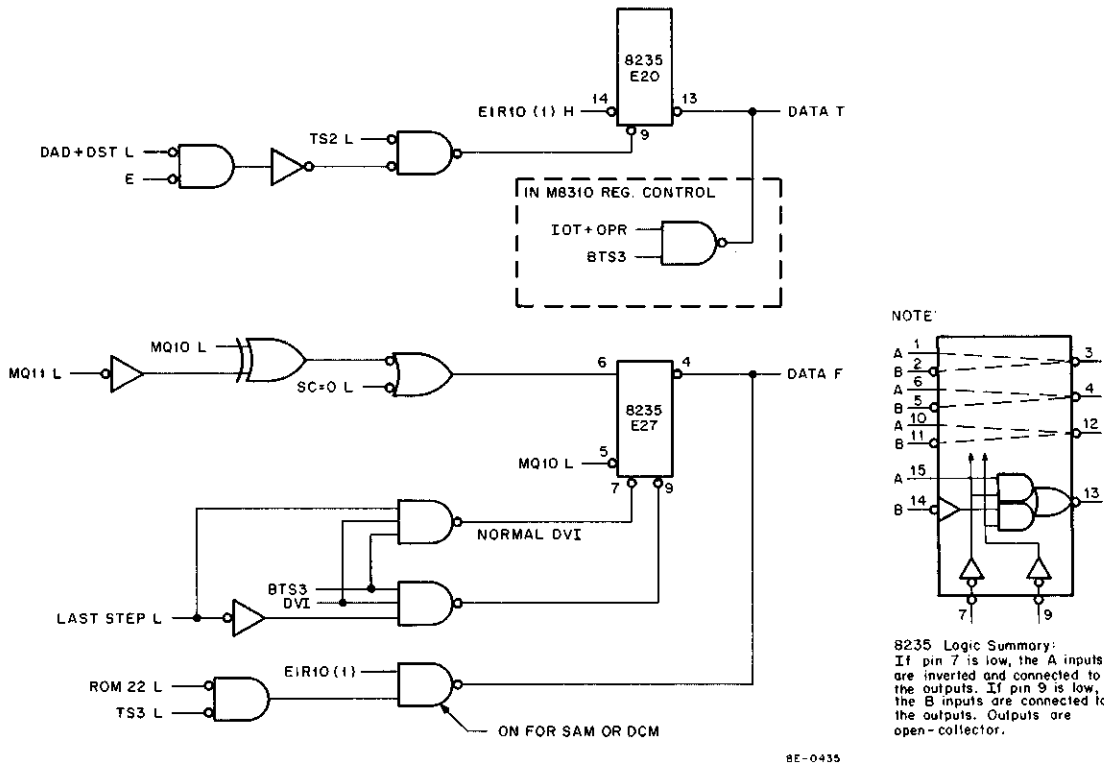 8235
E20
14
13
EIR10 (1) H
DATA T
9
TS2 L
DAD+DST L
E
IN M8310 REG. CONTROL
IOT+OPR
BTS3
MQ10 L
MQ11 L
SC=0 L
6
4
DATA F
8235
E27
5
MQ10 L
7
9
NORMAL DVI
BTS3
DVI
LAST STEP L
EIR10 (1)
ROM 22 L
TS3 L
ON FOR SAM OR DCM
8E-0435
NOTE:
A 1
3
B 2
A 6
4
B 5
A 10
12
B 11
A 15
13
B 14
7
9
8235 Logic Summary:
If pin 7 is low, the A inputs
are inverted and connected to
the outputs. If pin 9 is low,
the B inputs are connected to
the outputs. Outputs are
open-collector.